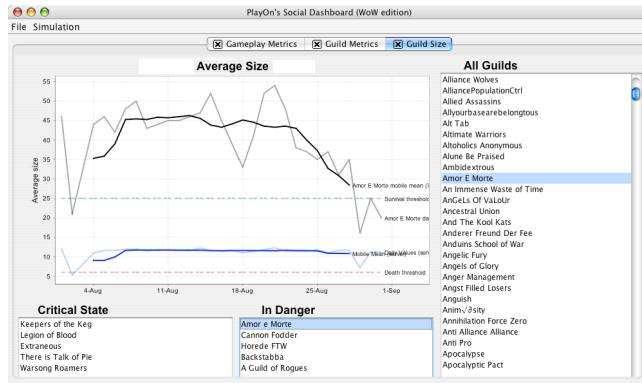 PlayOn's Social Dashboard (WoW edition)
File Simulation
Gameplay Metrics Guild Metrics Guild Size
Average Size
Average size
55
50
45
40
35
30
25
20
15
10
5
4-Aug 11-Aug 18-Aug 25-Aug 1-Sep
Amor E Morte mobile mean (7
Survival threshold
Amor E Morte da
Mobile Mean
Death threshold
All Guilds
Alliance Wolves
AlliancePopulationCtrl
Allied Assassins
Allyourbasearebelongtous
Alt Tab
Altimate Warriors
Altoholics Anonymous
Alune Be Praised
Ambidextrous
Amor E Morte
An Immense Waste of Time
AnGeLs Of VaLoUr
Ancestral Union
And The Kool Kats
Anderer Freund Der Fee
Anduins School of War
Angelic Fury
Angels of Glory
Anger Management
Angst Filled Losers
Anguish
Anim√∂sity
Annihilation Force Zero
Anti Alliance Alliance
Anti Pro
Apocalypse
Apocalyptic Pact
Critical State
Keepers of the Keg
Legion of Blood
Extraneous
There is Talk of Pie
Warsong Roamers
In Danger
Amor e Morte
Cannon Fodder
Horede FTW
Backstabba
A Guild of Rogues